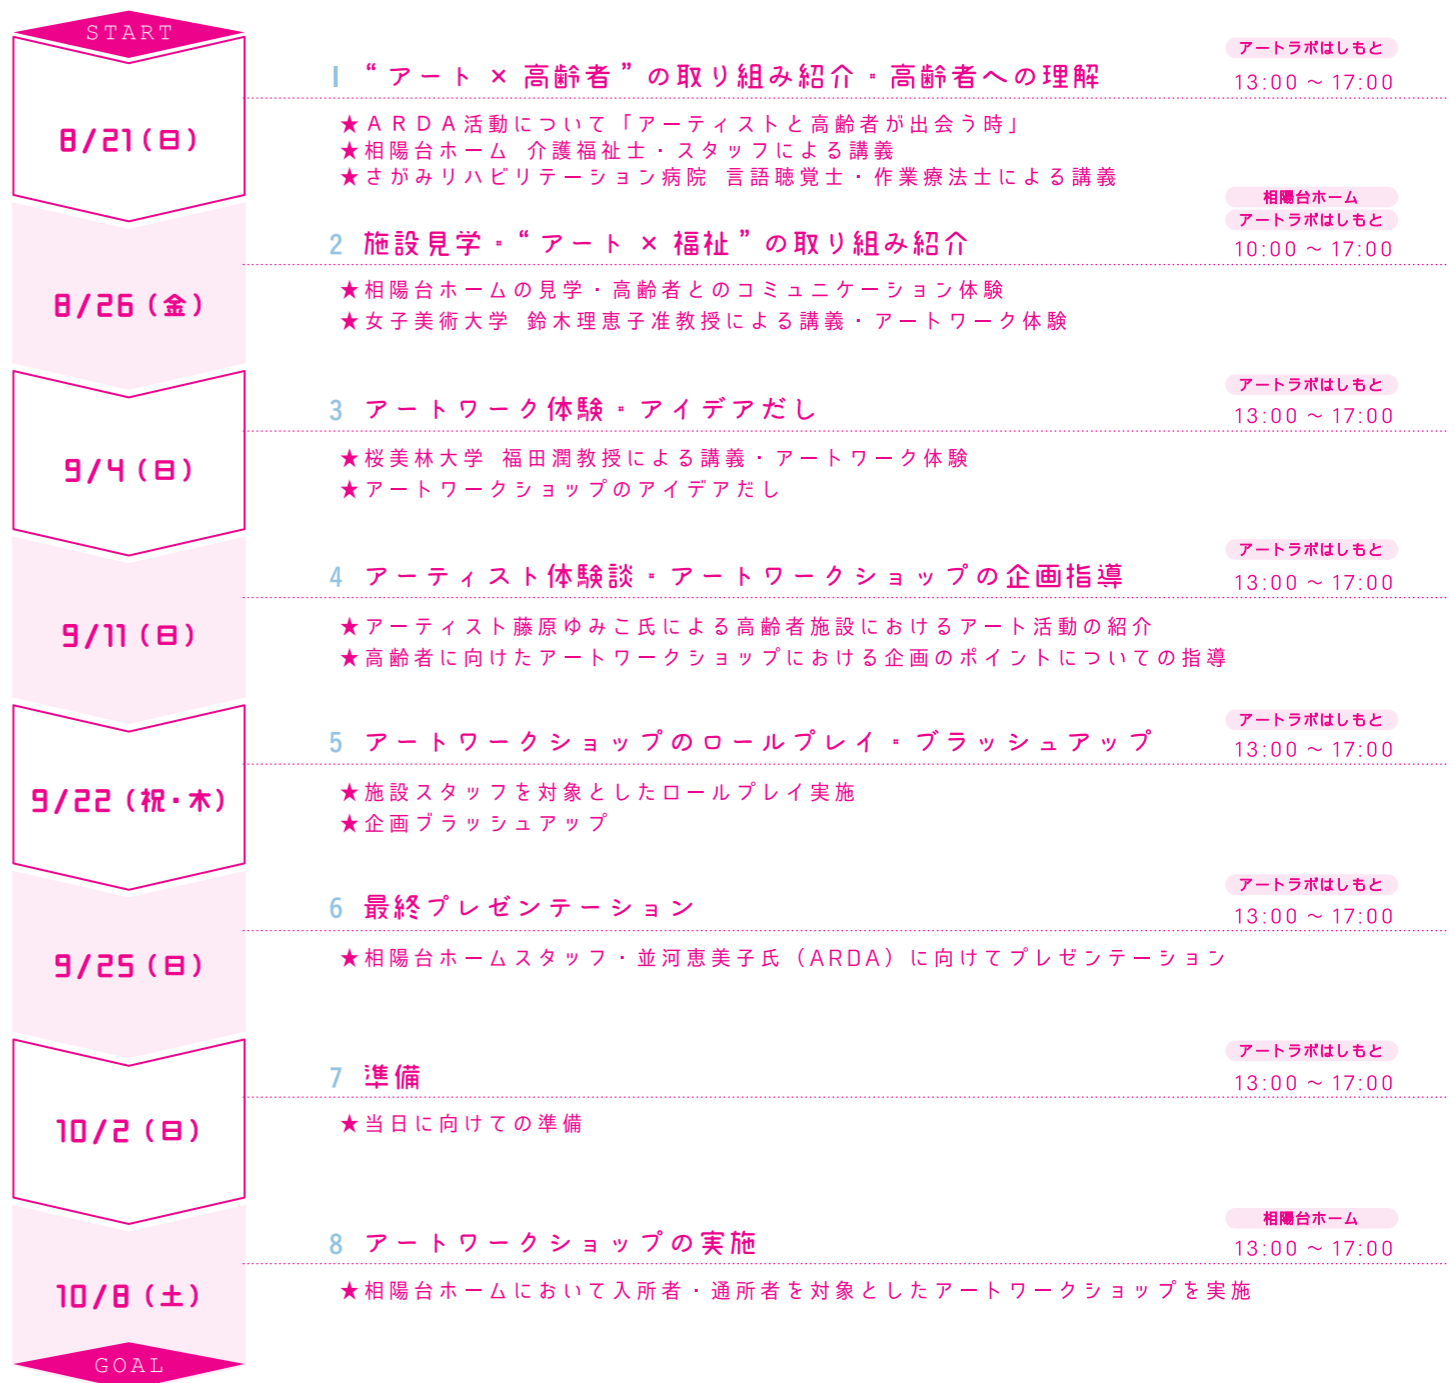 START
8/21(日)
1 “アート × 高齢者”の取り組み紹介・高齢者への理解
アートラボはしもと
13:00 ～ 17:00
★ＡＲＤＡ活動について「アーティストと高齢者が出会う時」
★相陽台ホーム 介護福祉士・スタッフによる講義
★さがみリハビリテーション病院 言語聴覚士・作業療法士による講義
8/26(金)
2 施設見学・“アート × 福祉”の取り組み紹介
相陽台ホーム
アートラボはしもと
10:00 ～ 17:00
★相陽台ホームの見学・高齢者とのコミュニケーション体験
★女子美術大学 鈴木理恵子准教授による講義・アートワーク体験
9/4(日)
3 アートワーク体験・アイデアだし
アートラボはしもと
13:00 ～ 17:00
★桜美林大学 福田潤教授による講義・アートワーク体験
★アートワークショップのアイデアだし
9/11(日)
4 アーティスト体験談・アートワークショップの企画指導
アートラボはしもと
13:00 ～ 17:00
★アーティスト藤原ゆみこ氏による高齢者施設におけるアート活動の紹介
★高齢者に向けたアートワークショップにおける企画のポイントについての指導
9/22(祝・木)
5 アートワークショップのロールプレイ・ブラッシュアップ
アートラボはしもと
13:00 ～ 17:00
★施設スタッフを対象としたロールプレイ実施
★企画ブラッシュアップ
9/25(日)
6 最終プレゼンテーション
アートラボはしもと
13:00 ～ 17:00
★相陽台ホームスタッフ・並河恵美子氏（ARDA）に向けてプレゼンテーション
10/2(日)
7 準備
アートラボはしもと
13:00 ～ 17:00
★当日に向けての準備
10/8(土)
8 アートワークショップの実施
相陽台ホーム
13:00 ～ 17:00
★相陽台ホームにおいて入所者・通所者を対象としたアートワークショップを実施
GOAL